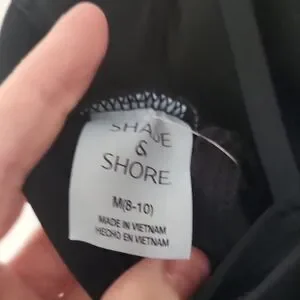 SHADE
&
SHORE
M(8-10)
MADE IN VIETNAM
HECHO EN VIETNAM